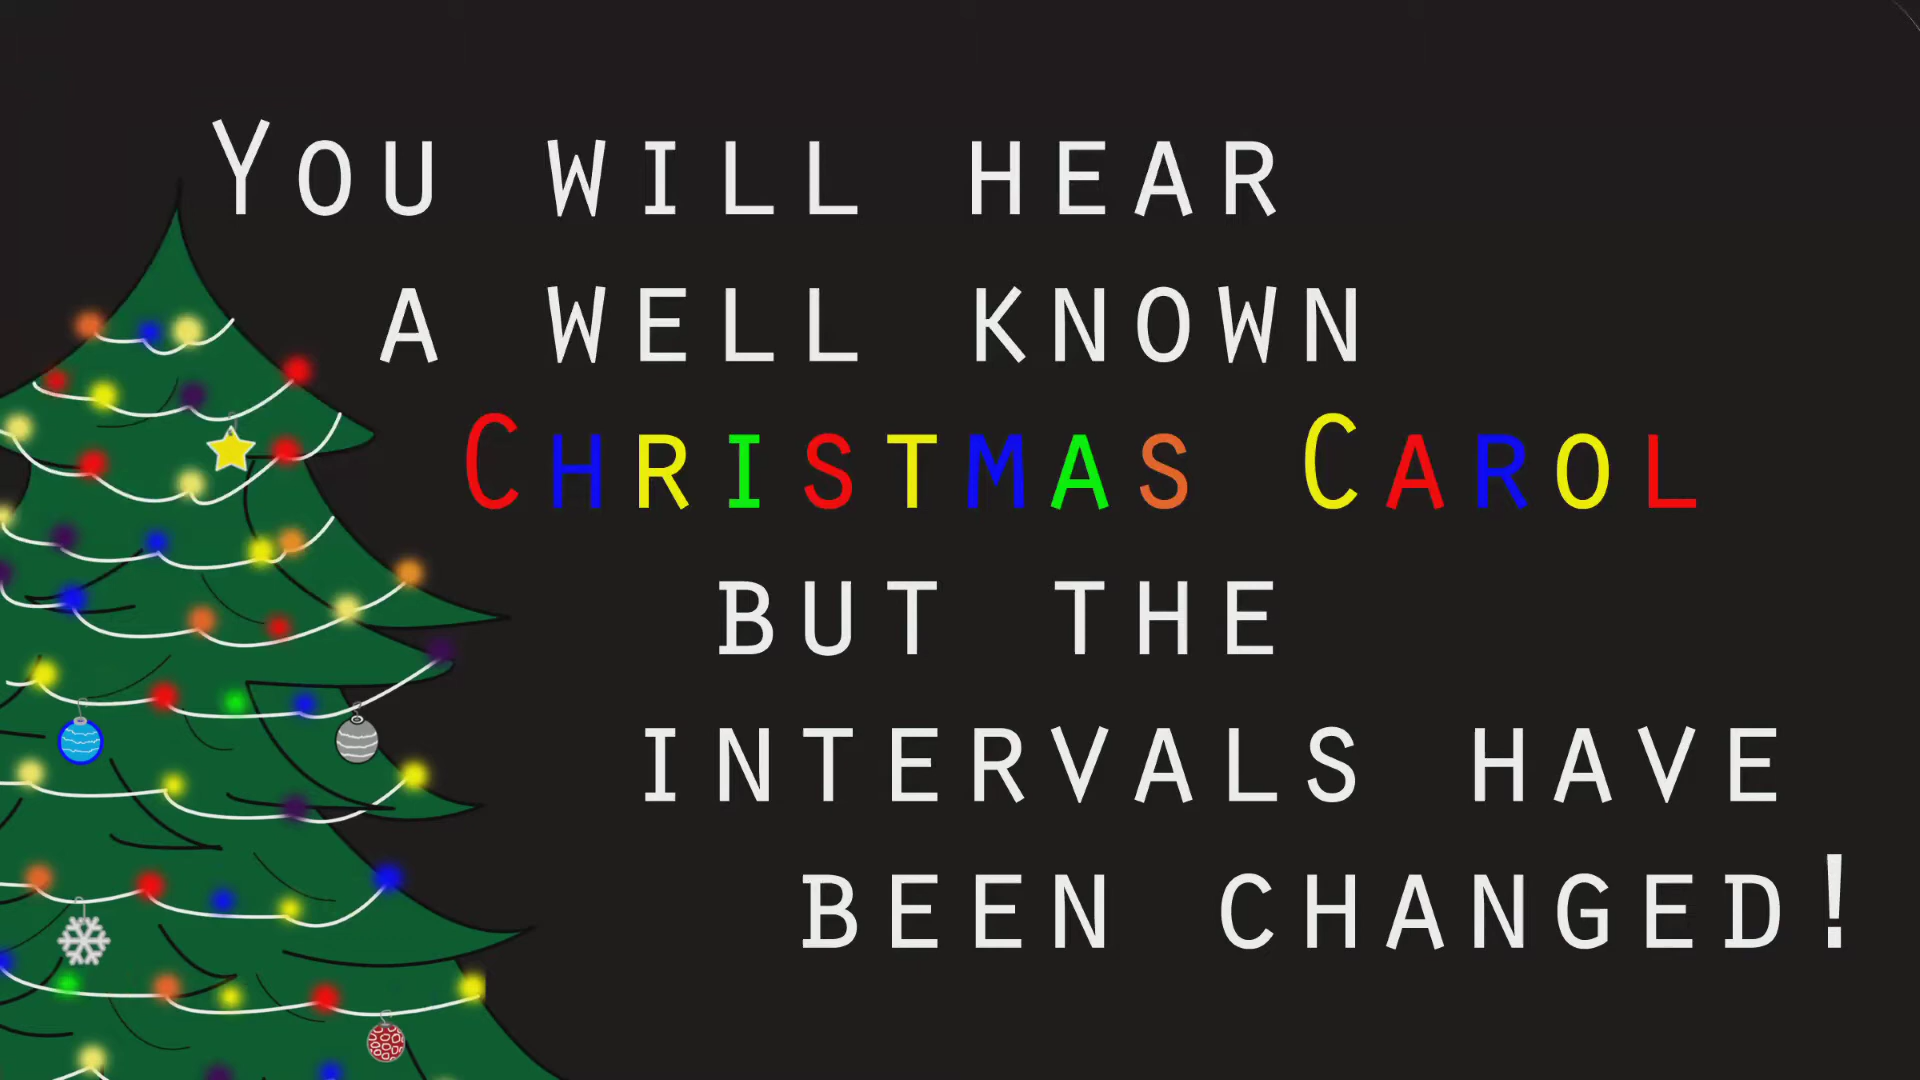 You will hear
a well known
Christmas Carol
but the
intervals have
been changed!